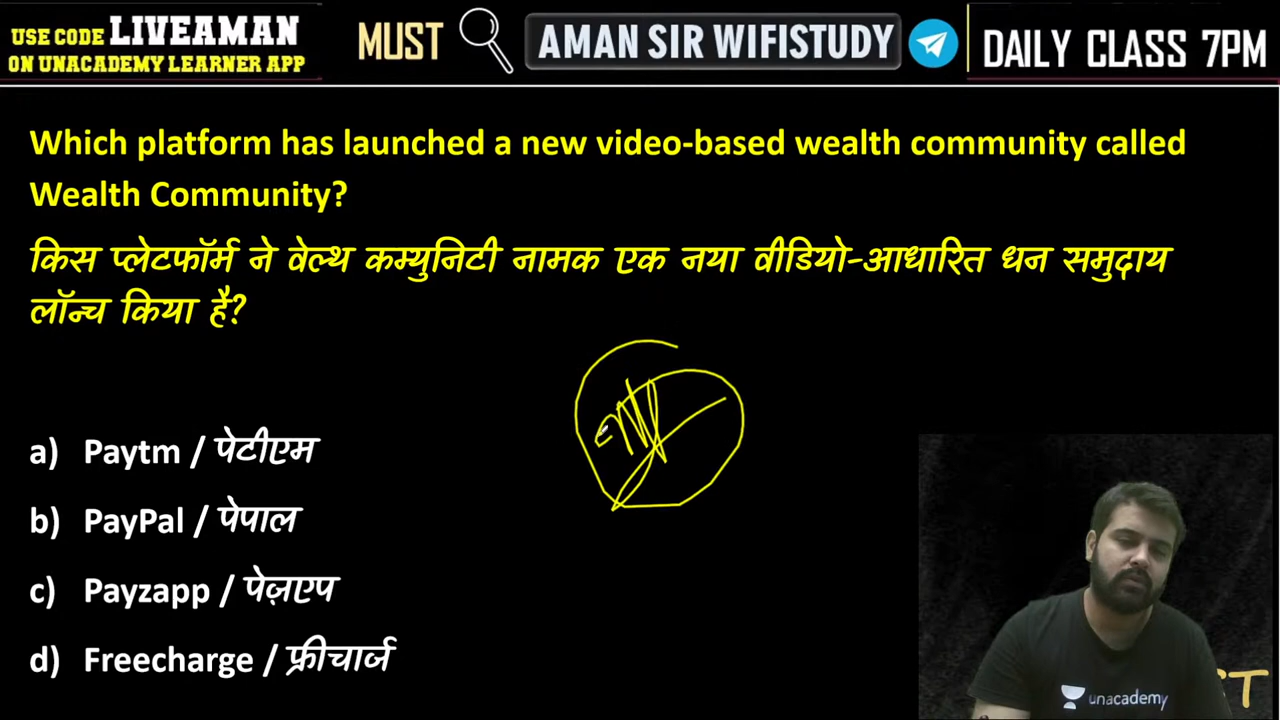 USE CODE LIVEAMAN
ON UNACADEMY LEARNER APP
MUST
AMAN SIR WIFISTUDY
DAILY CLASS 7PM
Which platform has launched a new video-based wealth community called
Wealth Community?
किस प्लेटफॉर्म ने वेल्थ कम्युनिटी नामक एक नया वीडियो-आधारित धन समुदाय
लॉन्च किया है?
a) Paytm / पेटीएम
b) PayPal / पेपाल
c) Payzapp / पेज़एप
d) Freecharge / फ्रीचार्ज
unacademy